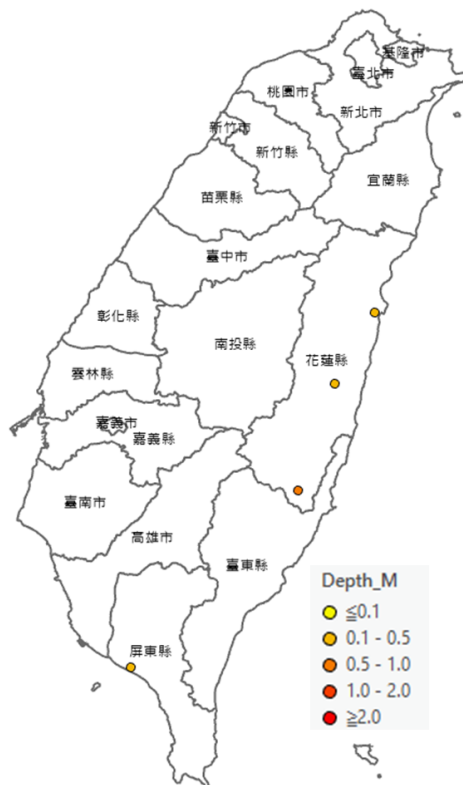 基隆市
臺北市
桃園市
新北市
新竹市
新竹縣
宜蘭縣
苗栗縣
臺中市
彰化縣
南投縣
花蓮縣
雲林縣
嘉義市
嘉義縣
臺南市
高雄市
臺東縣
屏東縣
Depth_M
≦0.1
0.1 - 0.5
0.5 - 1.0
1.0 - 2.0
≧2.0